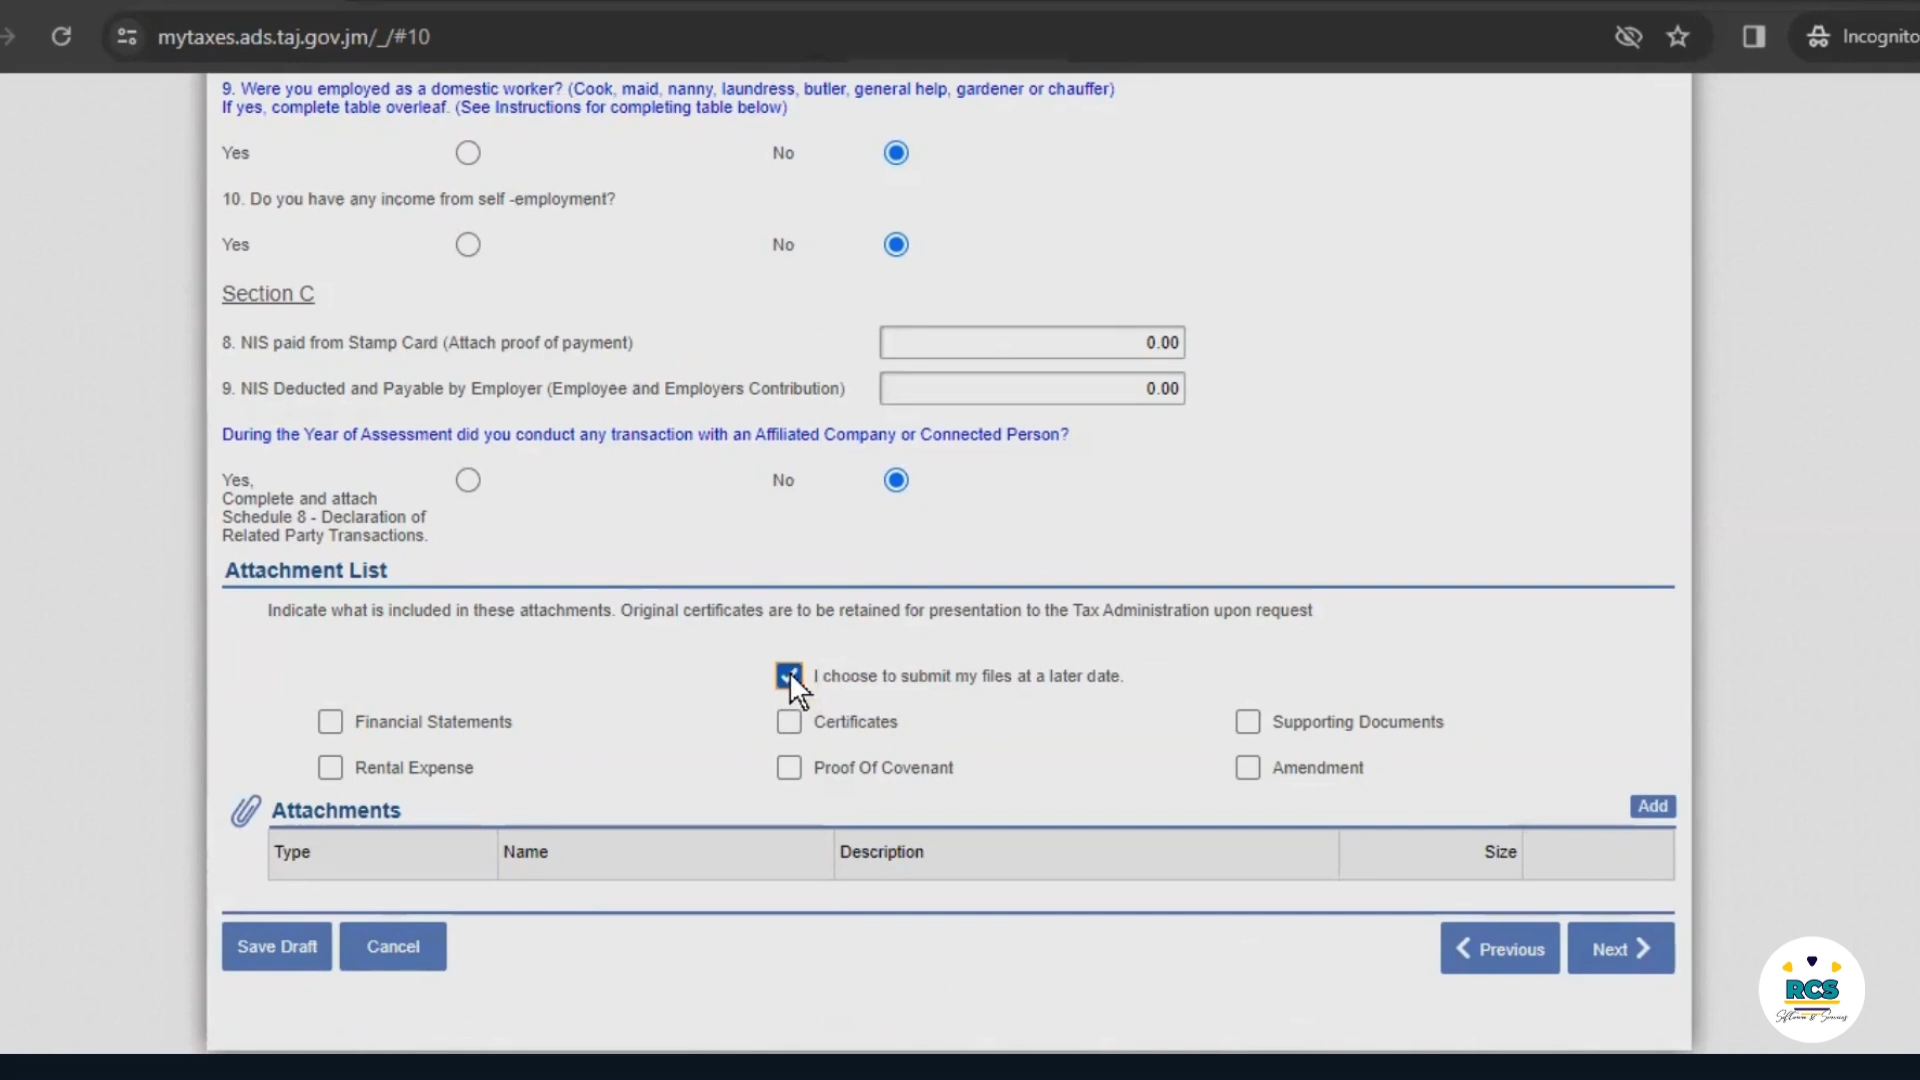 mytaxes.ads.taj.gov.jm/_/#10
Incognito
9. Were you employed as a domestic worker? (Cook, maid, nanny, laundress, butler, general help, gardener or chauffer)
If yes, complete table overleaf. (See Instructions for completing table below)
Yes No
10. Do you have any income from self -employment?
Yes No
Section C
8. NIS paid from Stamp Card (Attach proof of payment) 0.00
9. NIS Deducted and Payable by Employer (Employee and Employers Contribution) 0.00
During the Year of Assessment did you conduct any transaction with an Affiliated Company or Connected Person?
Yes, No
Complete and attach
Schedule 8 - Declaration of
Related Party Transactions.
Attachment List
Indicate what is included in these attachments. Original certificates are to be retained for presentation to the Tax Administration upon request
I choose to submit my files at a later date.
Financial Statements Certificates Supporting Documents
Rental Expense Proof Of Covenant Amendment
Attachments Add
Type Name Description Size
Save Draft Cancel Previous Next
RCS
Software & Services